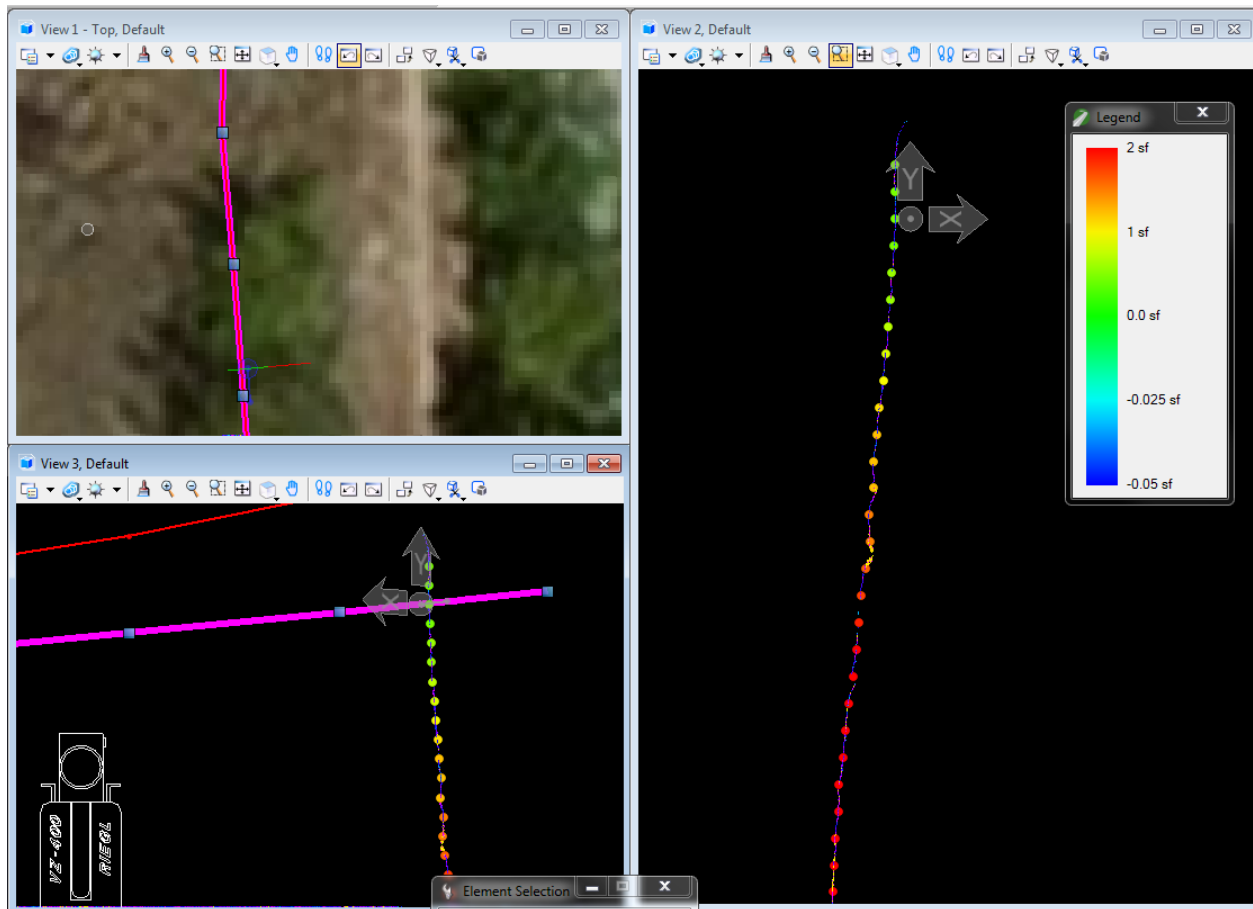 View 1 - Top, Default
View 2, Default
Y
X
Legend
2 sf
1 sf
0.0 sf
-0.025 sf
-0.05 sf
View 3, Default
Y
X
VZ-400
RIEGL
Element Selection